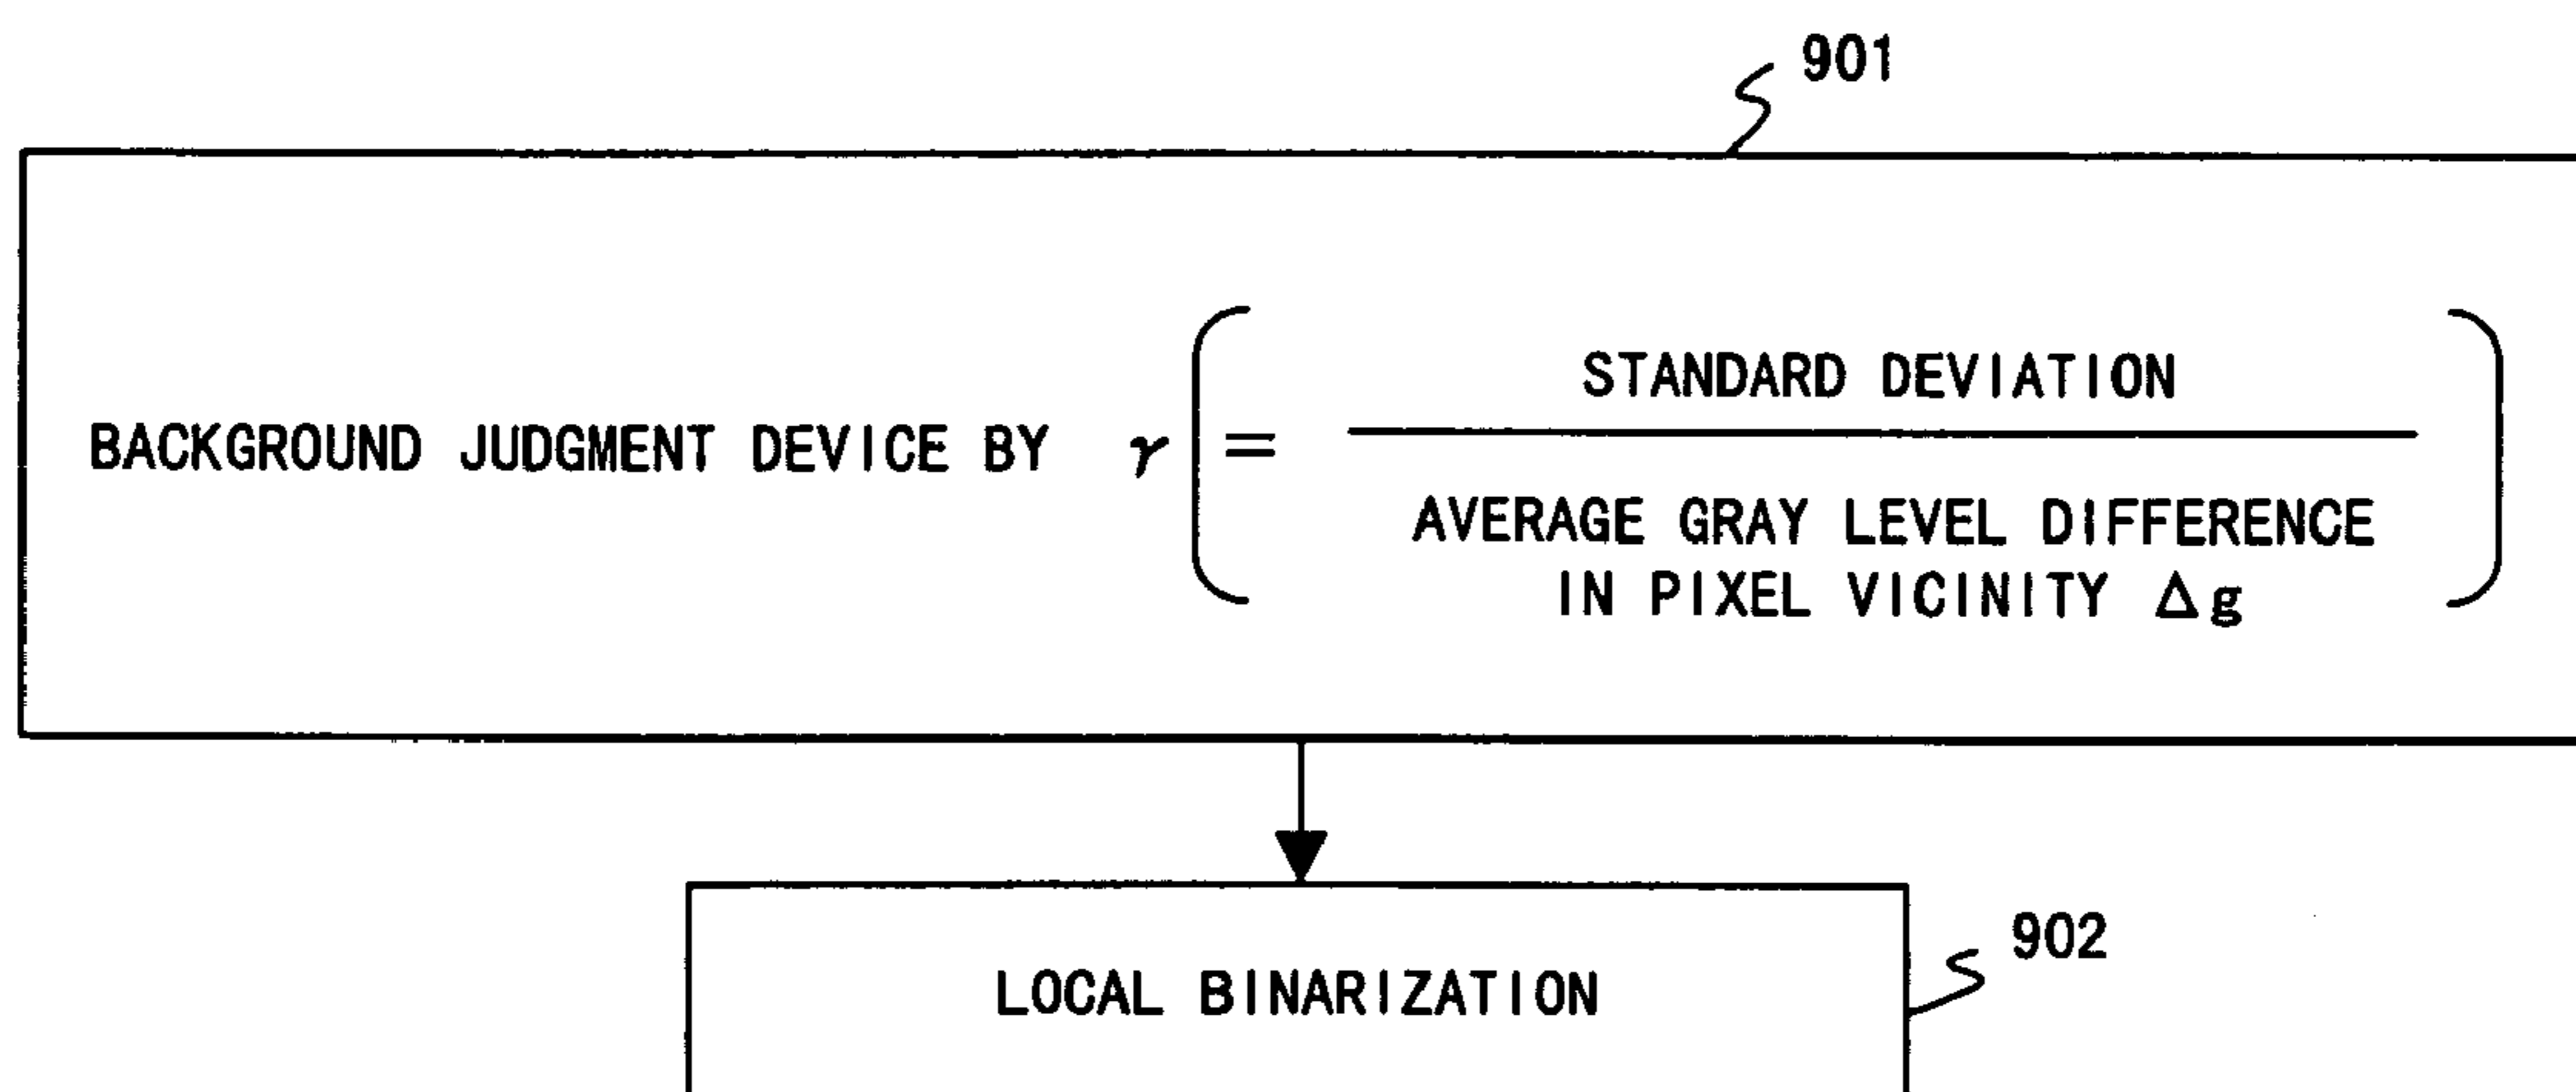 901
STANDARD DEVIATION
BACKGROUND JUDGMENT DEVICE BY r ( =
AVERAGE GRAY LEVEL DIFFERENCE
IN PIXEL VICINITY Δg )
902
LOCAL BINARIZATION